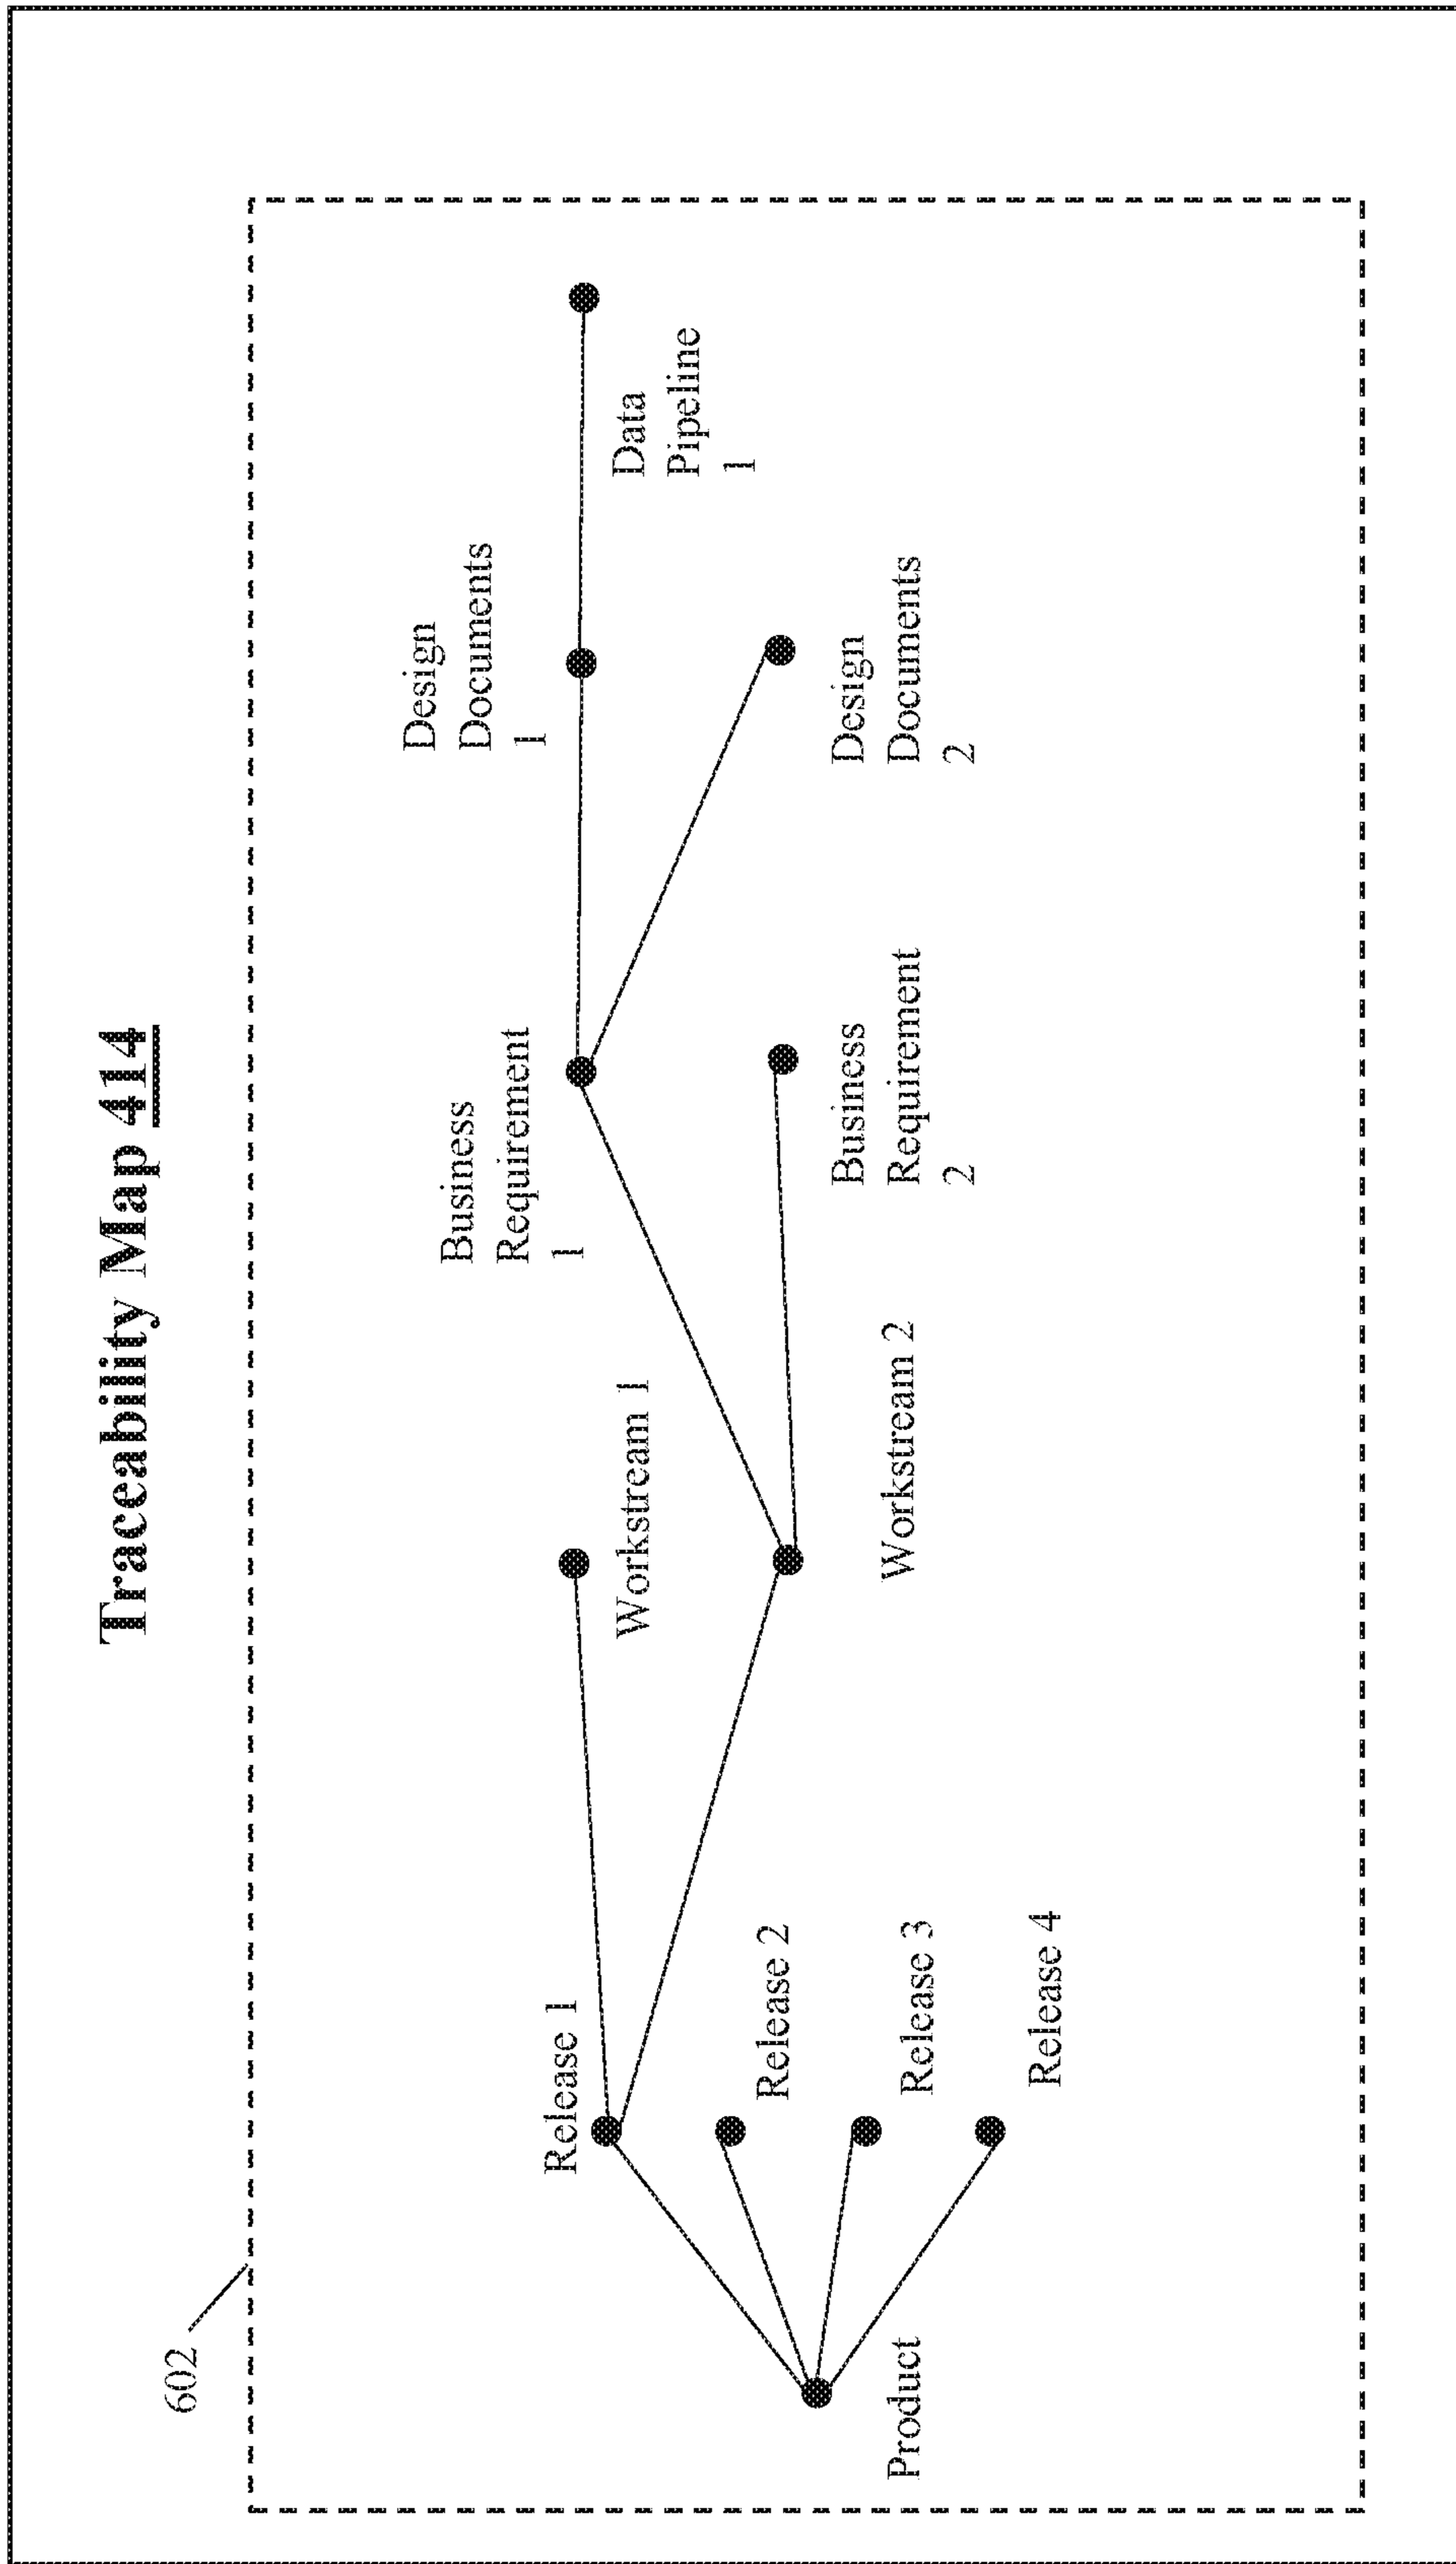 Traceability Map 414
602
Product
Release 1
Release 2
Release 3
Release 4
Workstream 1
Workstream 2
Business
Requirement
1
Business
Requirement
2
Design
Documents
1
Design
Documents
2
Data
Pipeline
1